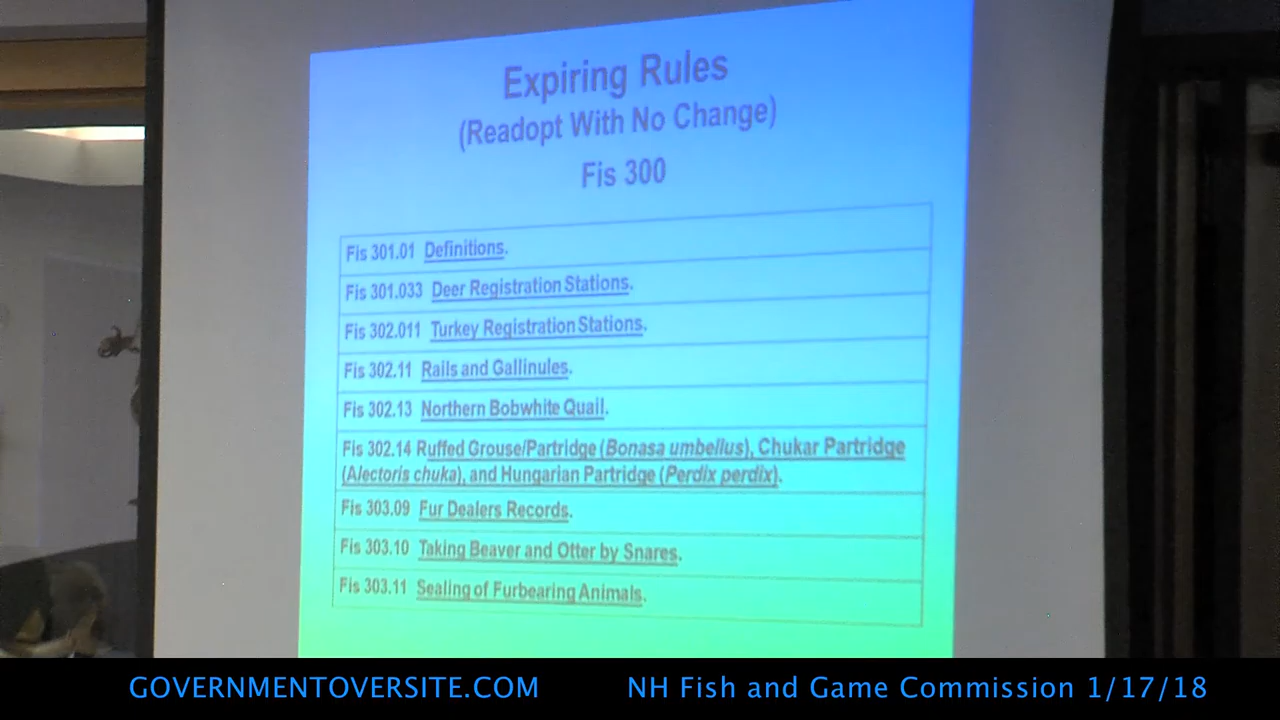 Expiring Rules
(Readopt With No Change)
Fis 300
Fis 301.01 Definitions.
Fis 301.033 Deer Registration Stations.
Fis 302.011 Turkey Registration Stations.
Fis 302.11 Rails and Gallinules.
Fis 302.13 Northern Bobwhite Quail.
Fis 302.14 Ruffed Grouse/Partridge (Bonasa umbellus), Chukar Partridge
(Alectoris chuka), and Hungarian Partridge (Perdix perdix).
Fis 303.09 Fur Dealers Records.
Fis 303.10 Taking Beaver and Otter by Snares.
Fis 303.11 Sealing of Furbearing Animals.
GOVERNMENTOVERSITE.COM NH Fish and Game Commission 1/17/18